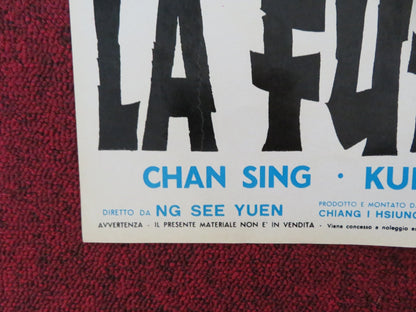 LA FU
CHAN SING · KU
DIRETTO DA NG SEE YUEN
PRODOTTO E MONTATO D
CHIANG I HSIUNG
AVVERTENZA - IL PRESENTE MATERIALE NON E' IN VENDITA - Viene concesso a noleggio